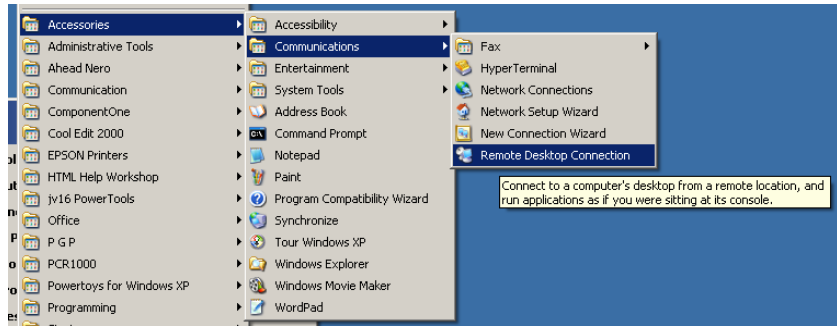 Accessories
Administrative Tools
Ahead Nero
Communication
ComponentOne
Cool Edit 2000
EPSON Printers
HTML Help Workshop
jv16 PowerTools
Office
P G P
PCR1000
Powertoys for Windows XP
Programming
Accessibility
Communications
Entertainment
System Tools
Address Book
Command Prompt
Notepad
Paint
Program Compatibility Wizard
Synchronize
Tour Windows XP
Windows Explorer
Windows Movie Maker
WordPad
Fax
HyperTerminal
Network Connections
Network Setup Wizard
New Connection Wizard
Remote Desktop Connection
Connect to a computer's desktop from a remote location, and
run applications as if you were sitting at its console.